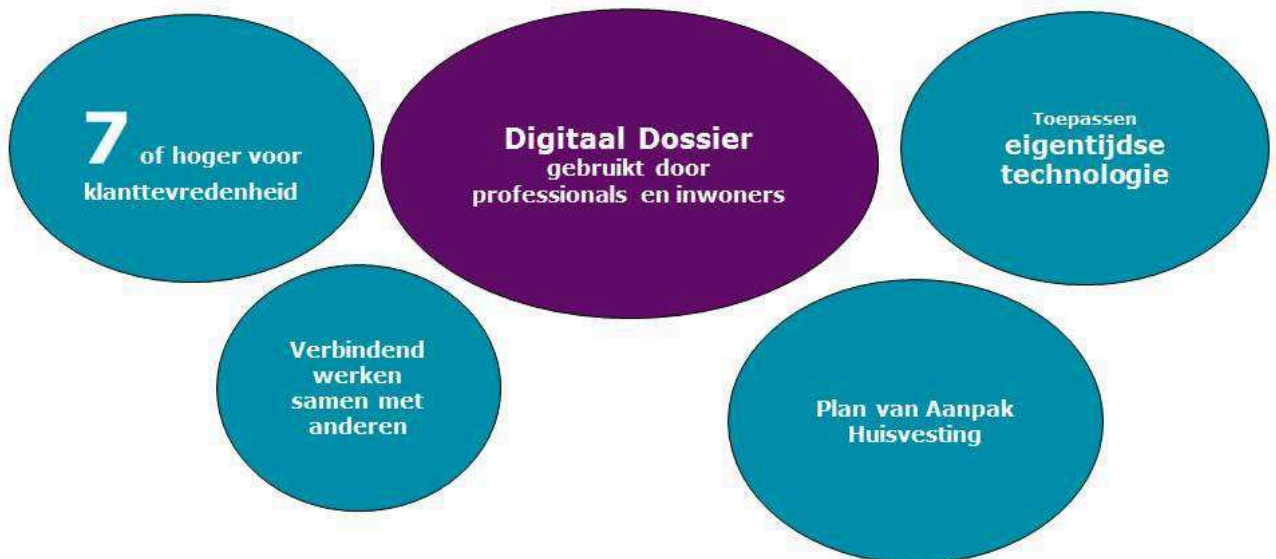 7 of hoger voor
klanttevredenheid
Digitaal Dossier
gebruikt door
professionals en inwoners
Toepassen
eigentijdse
technologie
Verbindend
werken
samen met
anderen
Plan van Aanpak
Huisvesting